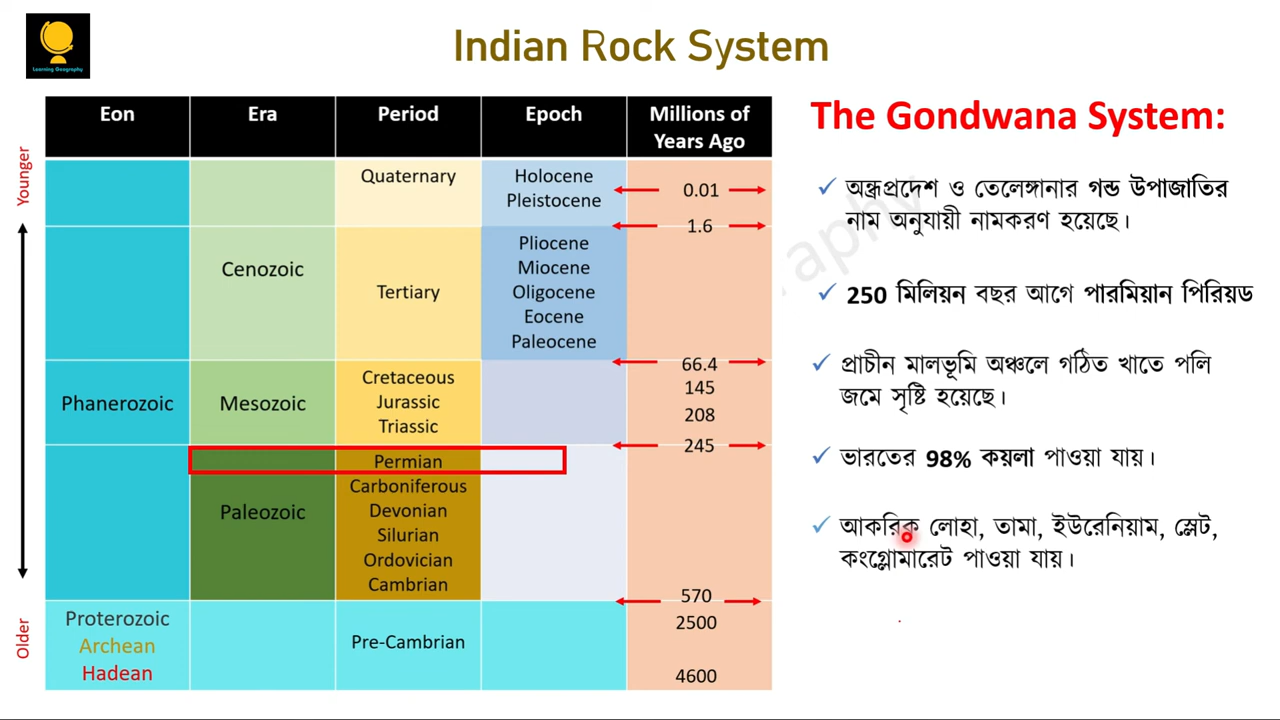 Learning Geography
Indian Rock System
Eon Era Period Epoch Millions of
Years Ago
Younger
Older
Quaternary
Holocene
Pleistocene
0.01
1.6
Cenozoic
Tertiary
Pliocene
Miocene
Oligocene
Eocene
Paleocene
66.4
Phanerozoic
Mesozoic
Cretaceous
Jurassic
Triassic
145
208
245
Paleozoic
Permian
Carboniferous
Devonian
Silurian
Ordovician
Cambrian
570
Proterozoic
Archean
Hadean
Pre-Cambrian
2500
4600
The Gondwana System:
অন্ধ্রপ্রদেশ ও তেলেঙ্গানার গন্ড উপাজাতির
নাম অনুযায়ী নামকরণ হয়েছে।
250 মিলিয়ন বছর আগে পারমিয়ান পিরিয়ড
প্রাচীন মালভূমি অঞ্চলে গঠিত খাতে পলি
জমে সৃষ্টি হয়েছে।
ভারতের 98% কয়লা পাওয়া যায়।
আকরিক লোহা, তামা, ইউরেনিয়াম, স্লেট,
কংগ্লোমারেট পাওয়া যায়।